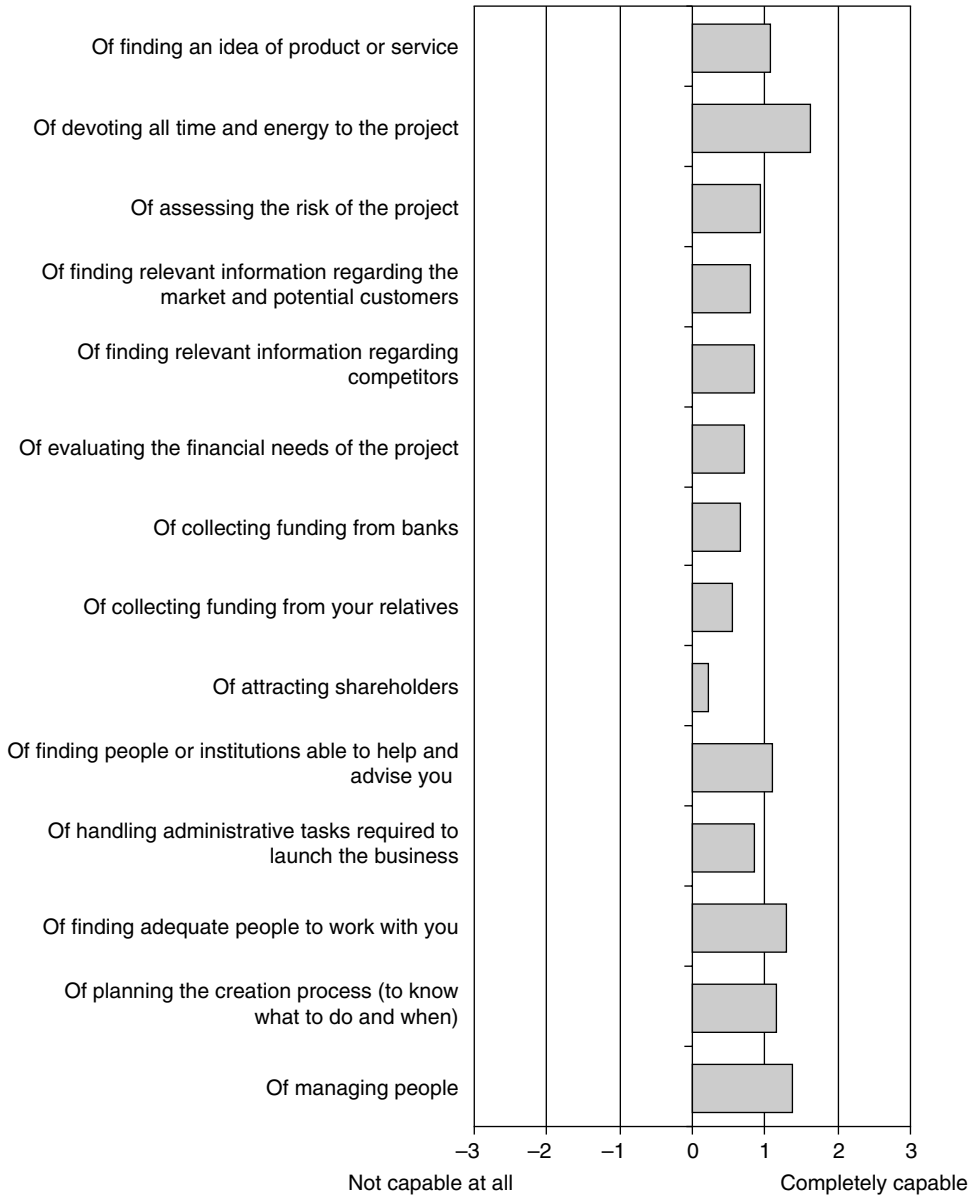 Of finding an idea of product or service
Of devoting all time and energy to the project
Of assessing the risk of the project
Of finding relevant information regarding the
market and potential customers
Of finding relevant information regarding
competitors
Of evaluating the financial needs of the project
Of collecting funding from banks
Of collecting funding from your relatives
Of attracting shareholders
Of finding people or institutions able to help and
advise you
Of handling administrative tasks required to
launch the business
Of finding adequate people to work with you
Of planning the creation process (to know
what to do and when)
Of managing people
–3 –2 –1 0 1 2 3
Not capable at all Completely capable